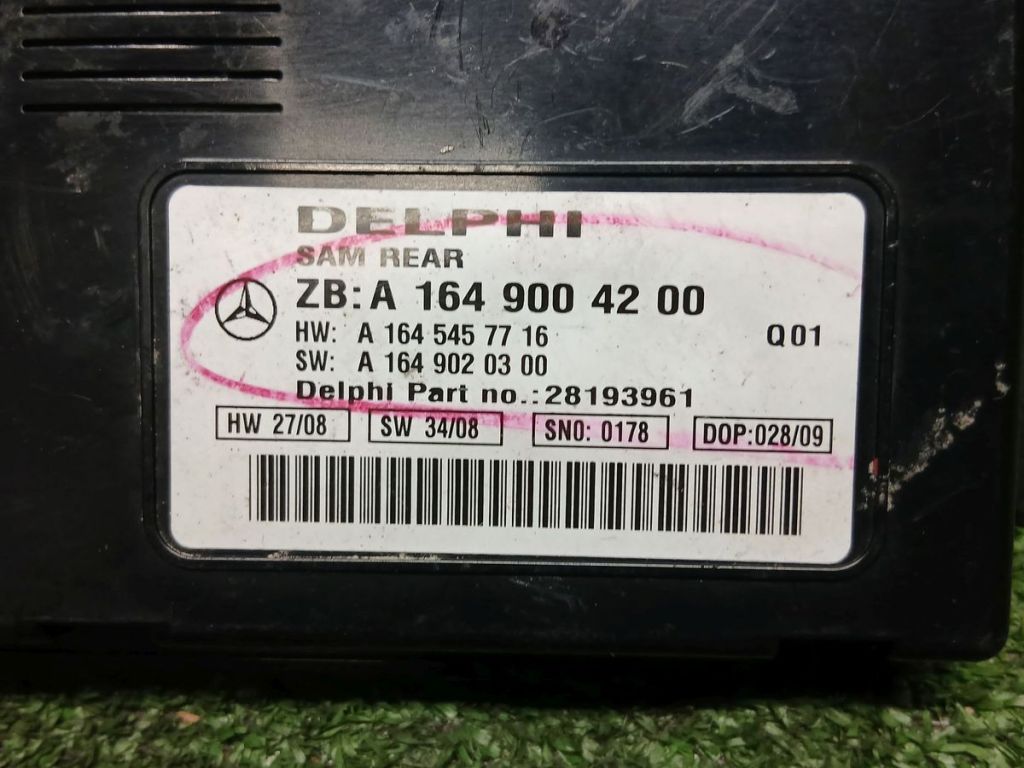 DELPHI
SAM REAR
ZB: A 164 900 42 00
HW: A 164 545 77 16 Q01
SW: A 164 902 03 00
Delphi Part no.:28193961
HW 27/08 SW 34/08 SNO: 0178 DOP:028/09